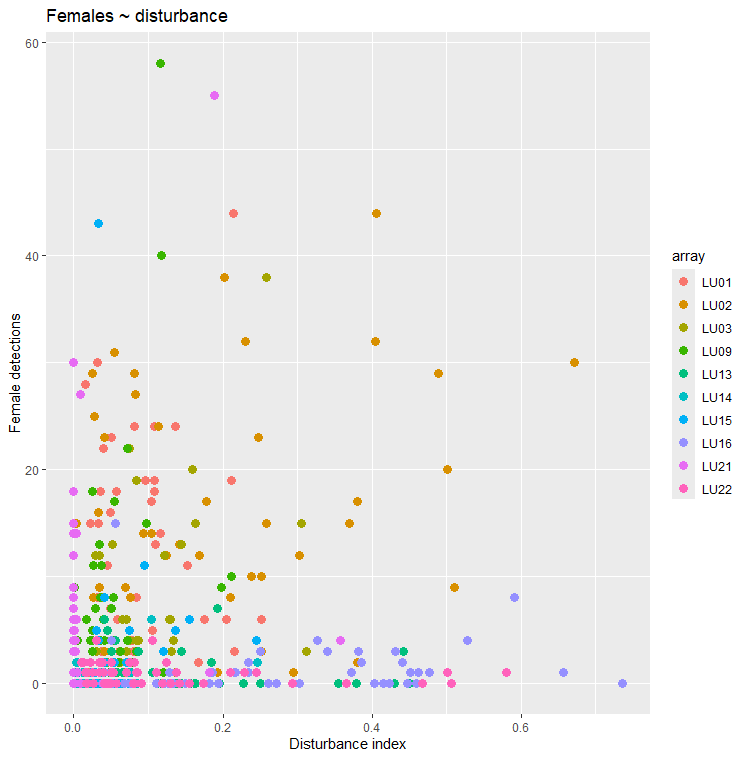 Females ~ disturbance
60
40
20
0
Female detections
0.0 0.2 0.4 0.6
Disturbance index
array
LU01
LU02
LU03
LU09
LU13
LU14
LU15
LU16
LU21
LU22